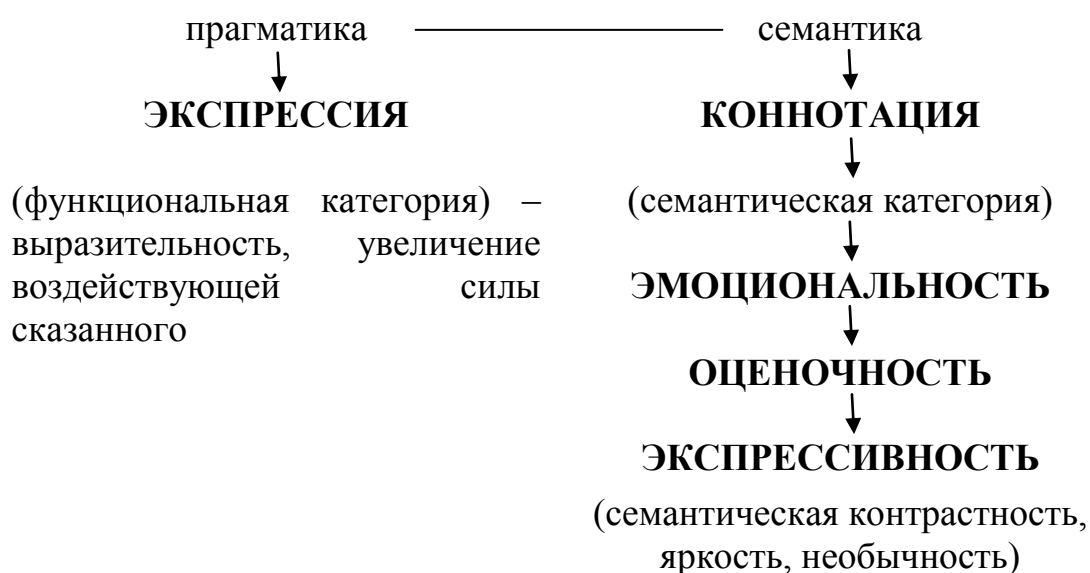 прагматика семантика
ЭКСПРЕССИЯ КОННОТАЦИЯ
(функциональная категория) –
выразительность, увеличение
воздействующей силы
сказанного
(семантическая категория)
ЭМОЦИОНАЛЬНОСТЬ
ОЦЕНОЧНОСТЬ
ЭКСПРЕССИВНОСТЬ
(семантическая контрастность,
яркость, необычность)